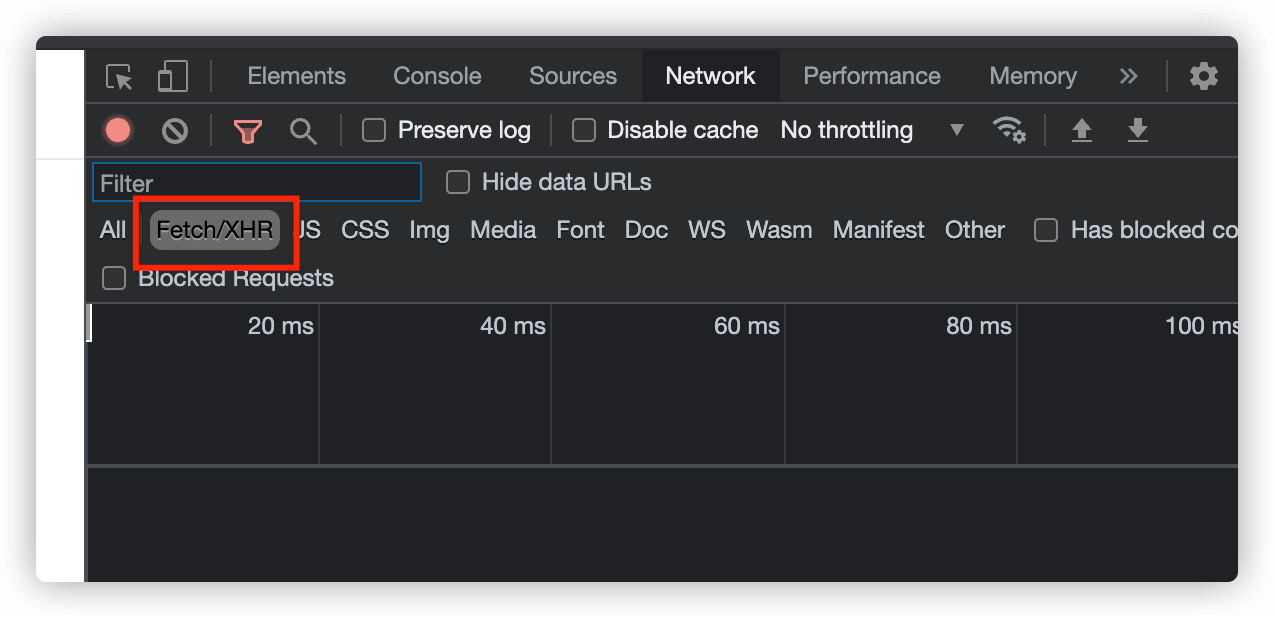 Elements Console Sources Network Performance Memory
Preserve log Disable cache No throttling
Filter Hide data URLs
All Fetch/XHR JS CSS Img Media Font Doc WS Wasm Manifest Other Has blocked co
Blocked Requests
20 ms 40 ms 60 ms 80 ms 100 ms